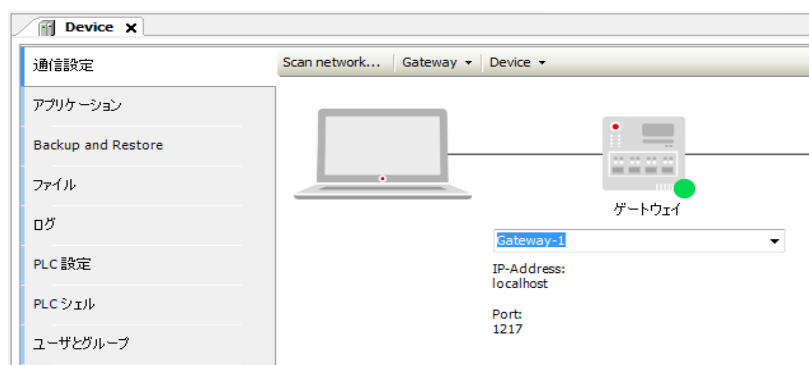 Device
通信設定
Scan network... Gateway Device
アプリケーション
Backup and Restore
ファイル
ログ
PLC 設定
PLC シェル
ユーザとグループ
ゲートウェイ
Gateway-1
IP-Address:
localhost
Port:
1217